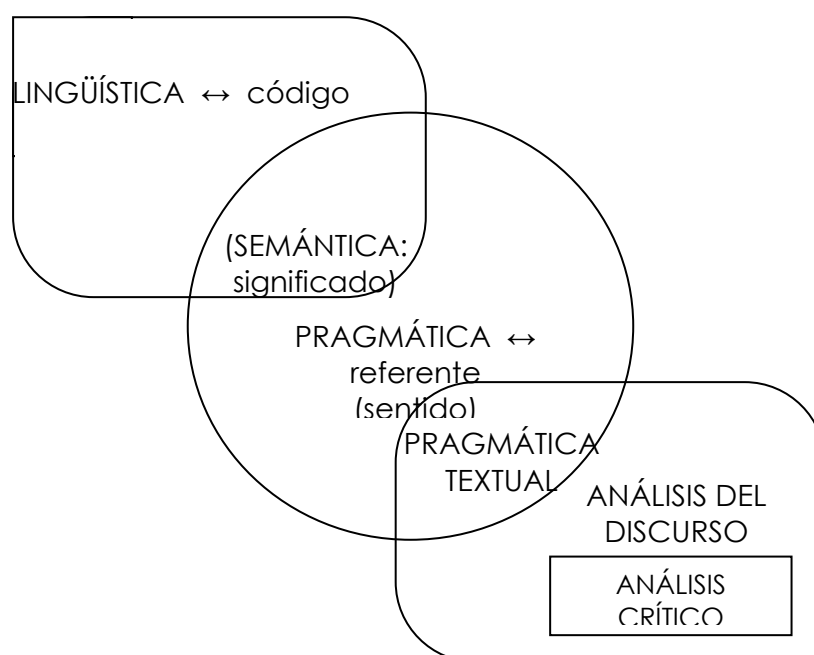 LINGÜÍSTICA ↔ código
(SEMÁNTICA:
significado)
PRAGMÁTICA ↔
referente
(sentido)
PRAGMÁTICA
TEXTUAL
ANÁLISIS DEL
DISCURSO
ANÁLISIS
CRÍTICO